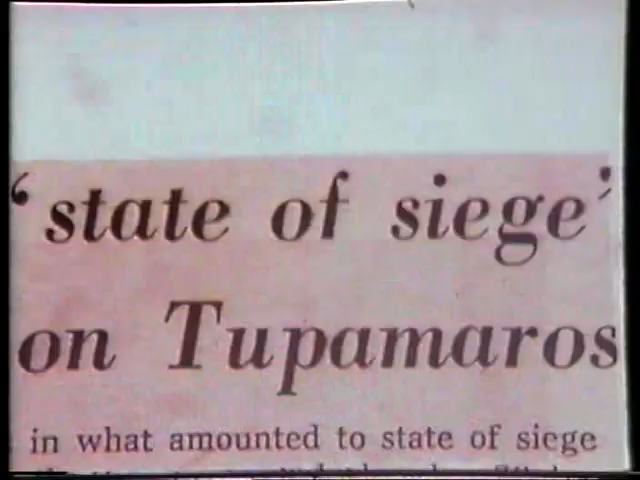 ‘state of siege’
on Tupamaros
in what amounted to state of siege